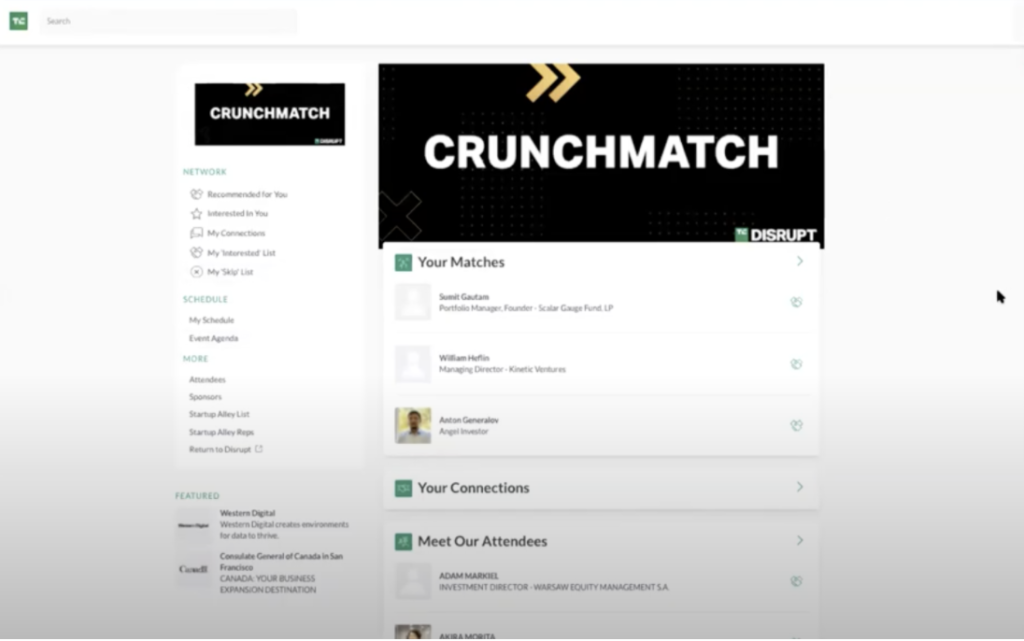 TC
Search
CRUNCHMATCH
TC DISRUPT
NETWORK
Recommended for You
Interested In You
My Connections
My 'Interested' List
My 'Skip' List
SCHEDULE
My Schedule
Event Agenda
MORE
Attendees
Sponsors
Startup Alley List
Startup Alley Reps
Return to Disrupt
FEATURED
Western Digital
Western Digital
Western Digital creates environments
for data to thrive.
Canada
Consulate General of Canada in San
Francisco
CANADA: YOUR BUSINESS
EXPANSION DESTINATION
CRUNCHMATCH
TC DISRUPT
Your Matches
Sumit Gautam
Portfolio Manager, Founder - Scalar Gauge Fund, LP
William Heflin
Managing Director - Kinetic Ventures
Anton Generalov
Angel Investor
Your Connections
Meet Our Attendees
ADAM MARKIEL
INVESTMENT DIRECTOR - WARSAW EQUITY MANAGEMENT S.A.
AKIRA MORITA